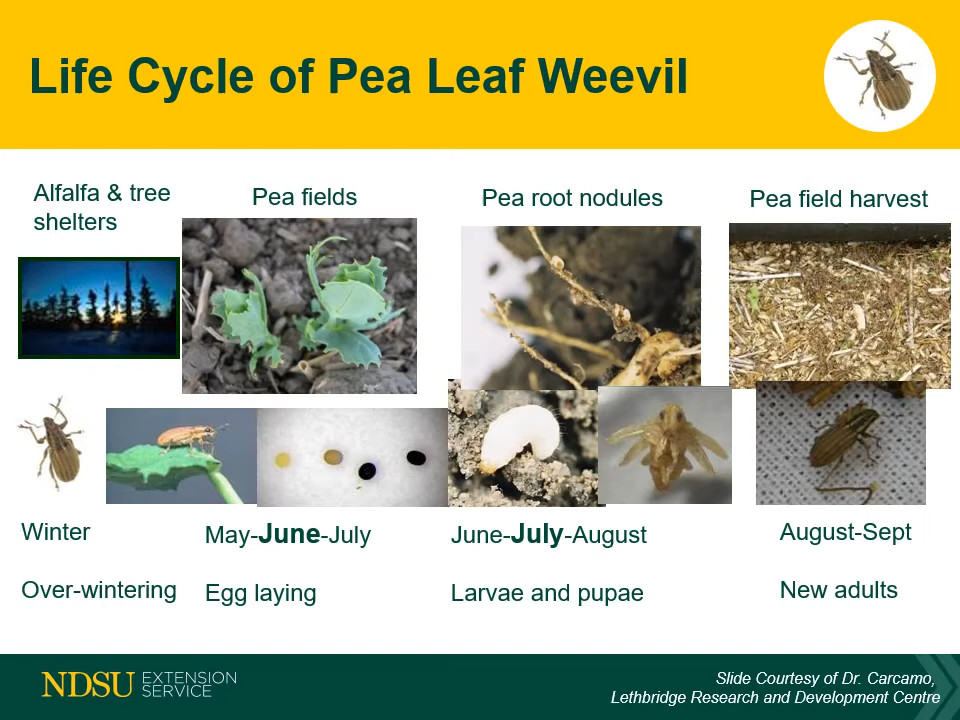 Life Cycle of Pea Leaf Weevil
Alfalfa & tree
shelters
Pea fields
Pea root nodules
Pea field harvest
Winter
May-June-July
June-July-August
August-Sept
Over-wintering
Egg laying
Larvae and pupae
New adults
NDSU EXTENSION
SERVICE
Slide Courtesy of Dr. Carcamo,
Lethbridge Research and Development Centre